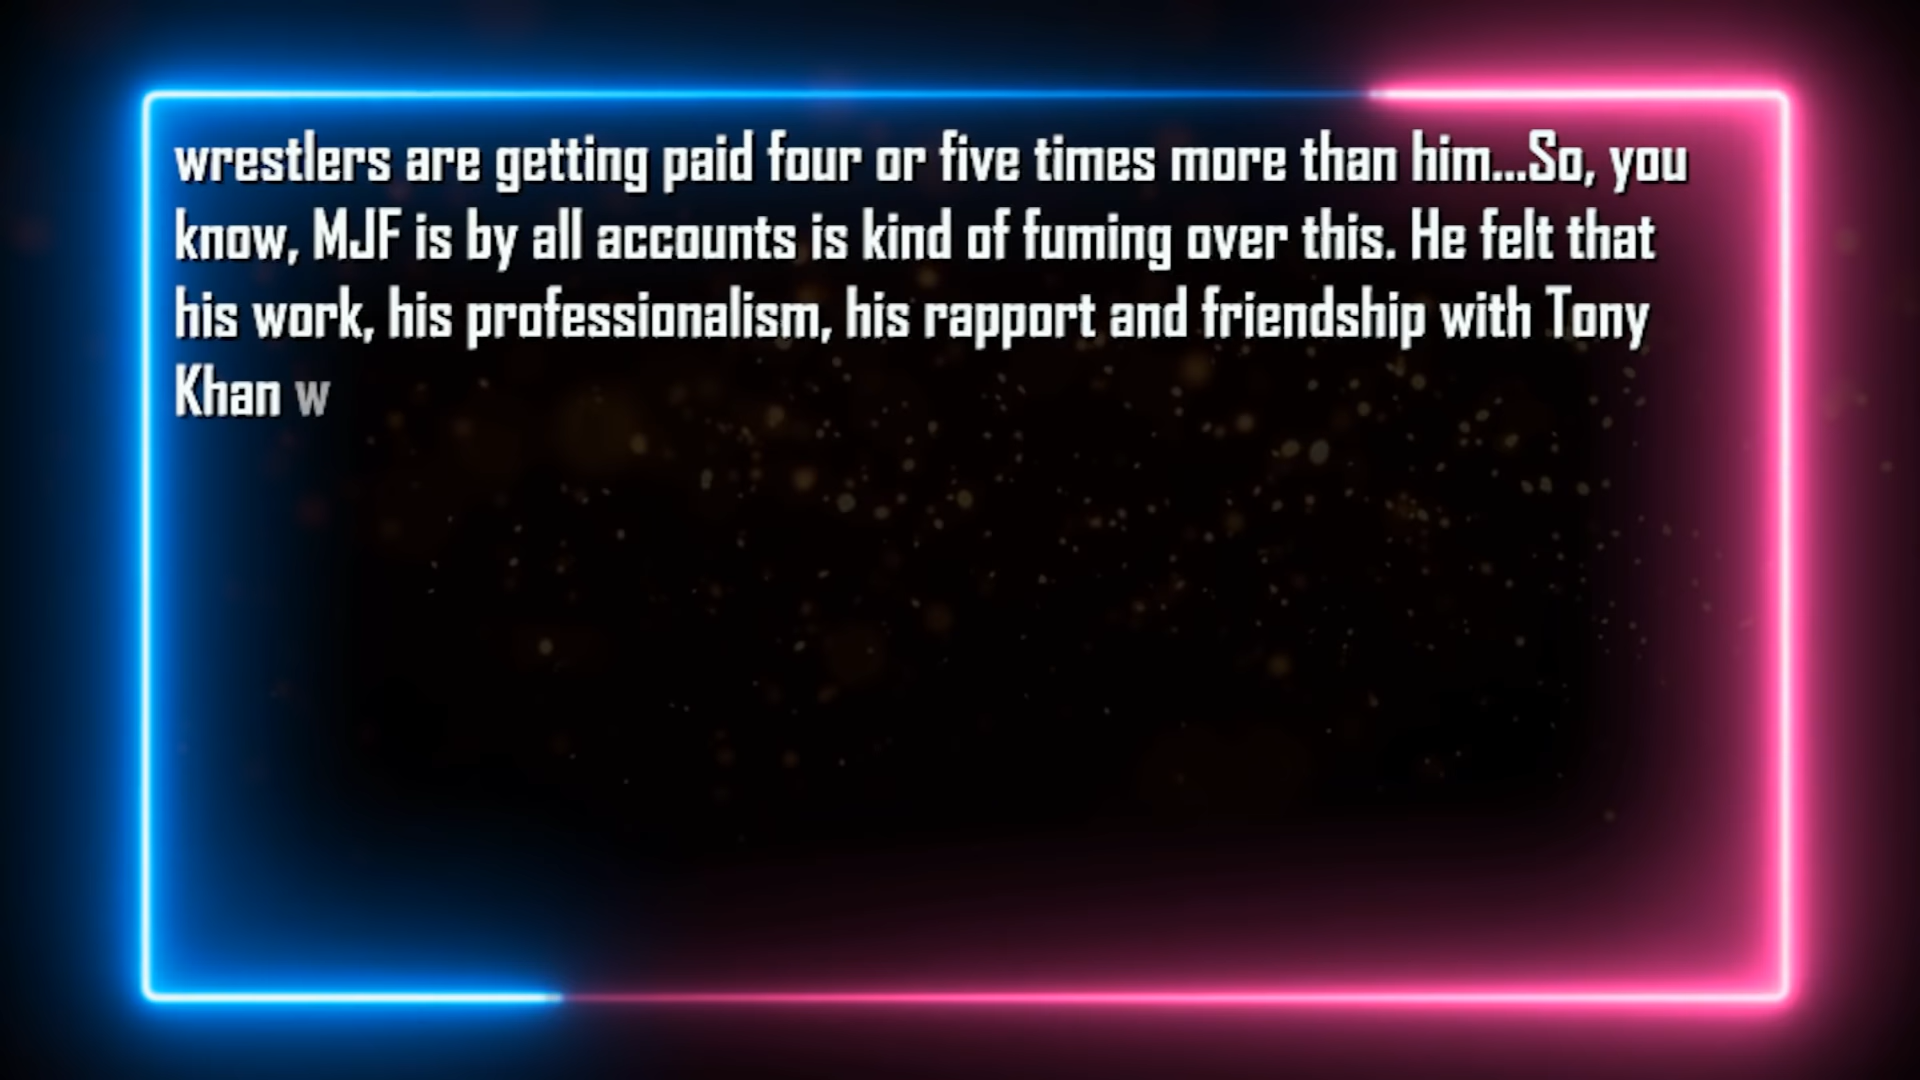 wrestlers are getting paid four or five times more than him...So, you
know, MJF is by all accounts is kind of fuming over this. He felt that
his work, his professionalism, his rapport and friendship with Tony
Khan w